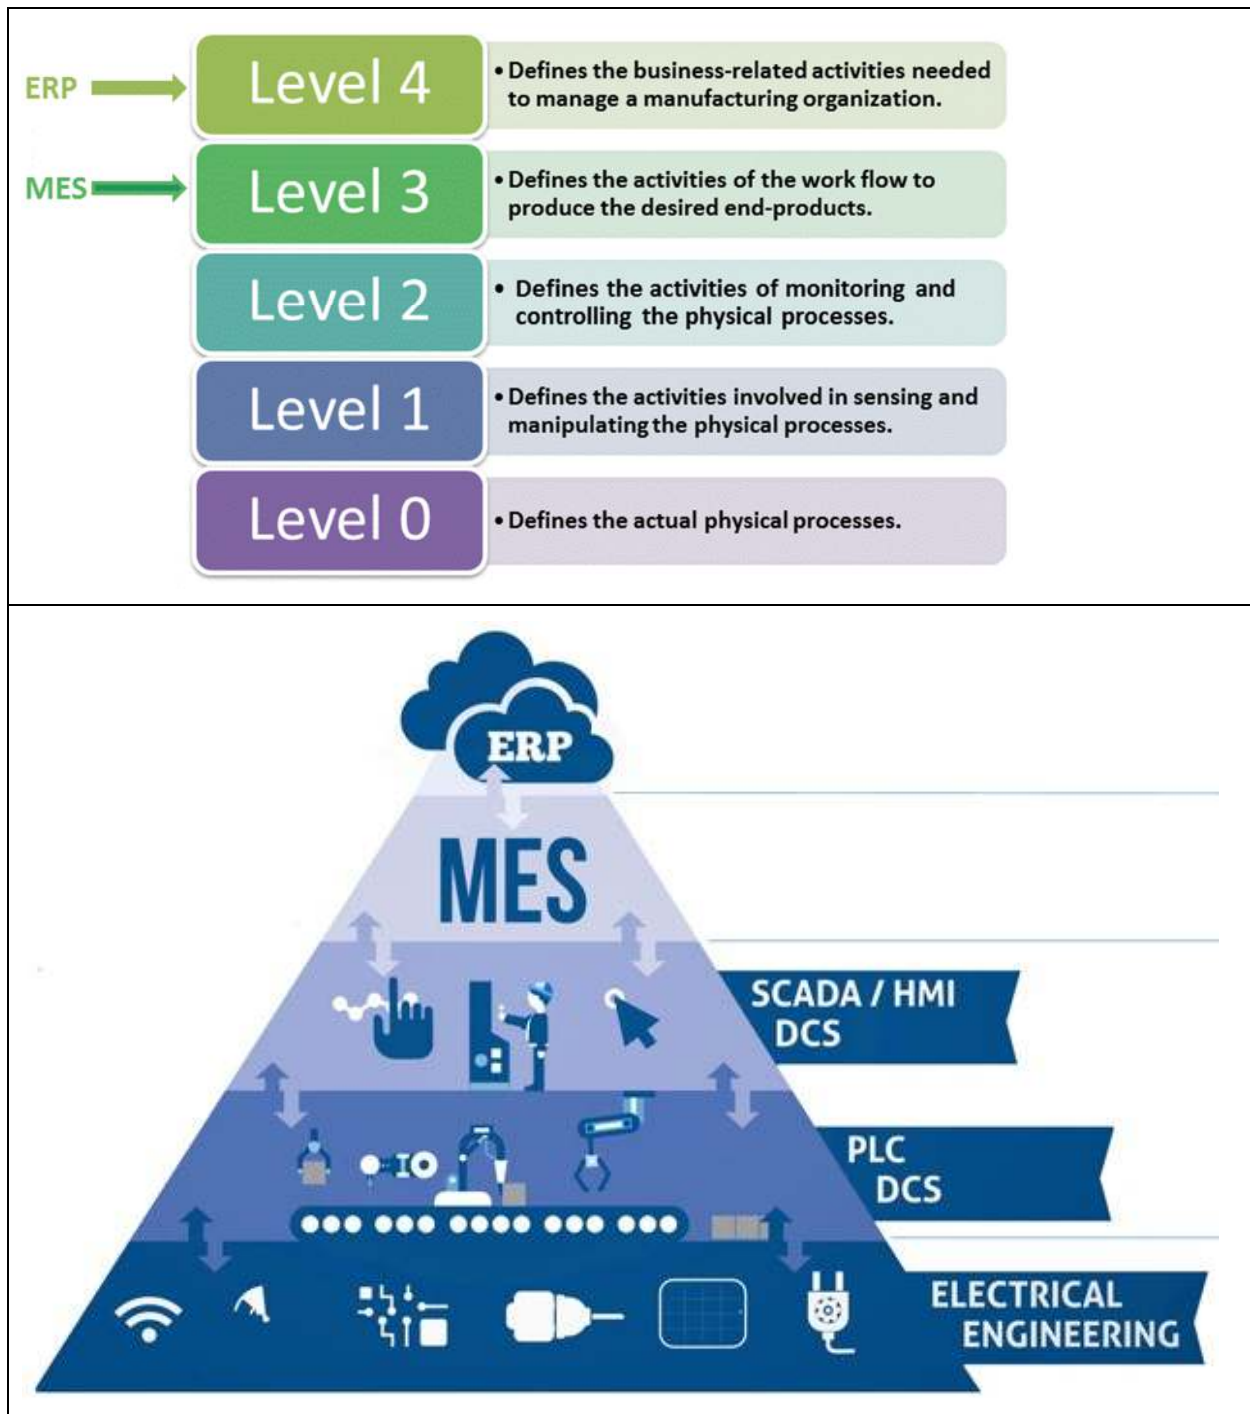 ERP
Level 4
• Defines the business-related activities needed
to manage a manufacturing organization.
MES
Level 3
• Defines the activities of the work flow to
produce the desired end-products.
Level 2
• Defines the activities of monitoring and
controlling the physical processes.
Level 1
• Defines the activities involved in sensing and
manipulating the physical processes.
Level 0
• Defines the actual physical processes.
ERP
MES
SCADA / HMI
DCS
PLC
DCS
ELECTRICAL
ENGINEERING